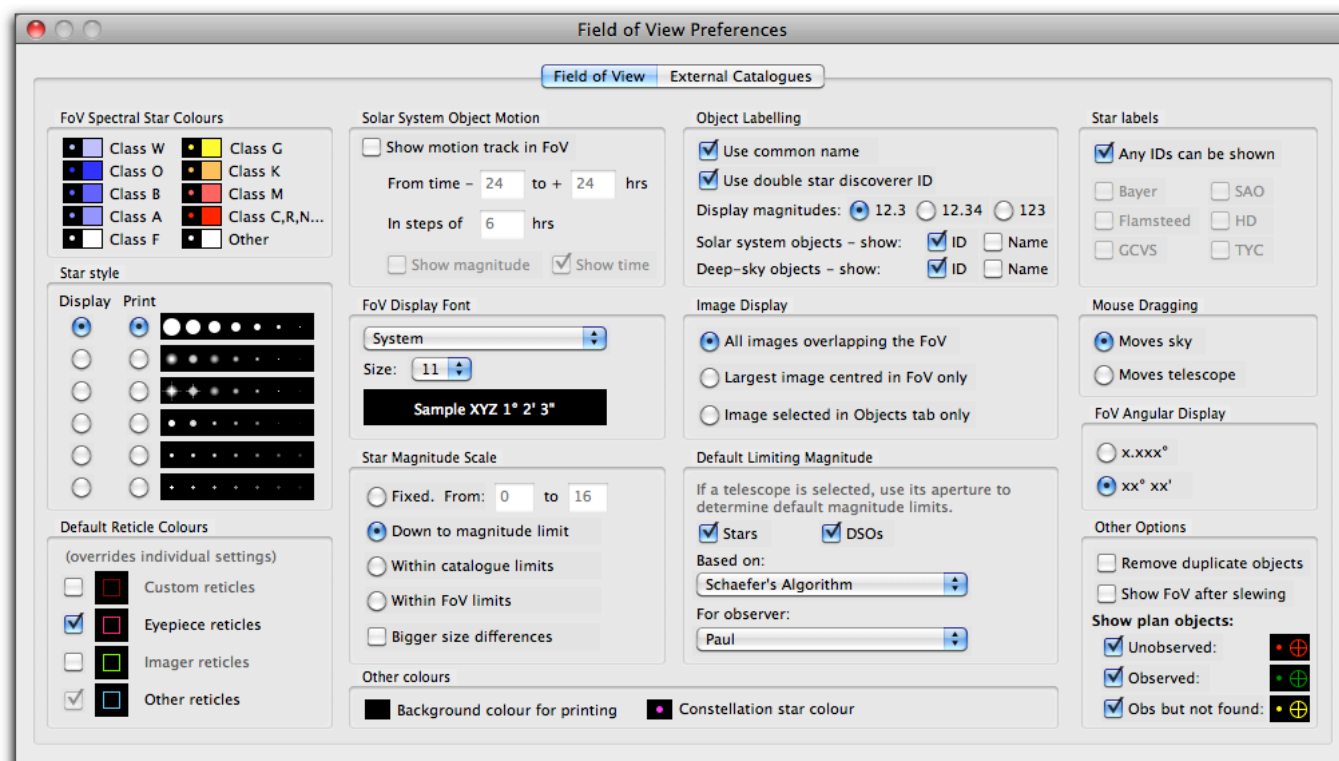 Field of View Preferences
Field of View External Catalogues
FoV Spectral Star Colours
Class W Class G
Class O Class K
Class B Class M
Class A Class C,R,N...
Class F Other
Star style
Display Print
Default Reticle Colours
(overrides individual settings)
Custom reticles
Eyepiece reticles
Imager reticles
Other reticles
Solar System Object Motion
Show motion track in FoV
From time - 24 to + 24 hrs
In steps of 6 hrs
Show magnitude Show time
FoV Display Font
System
Size: 11
Sample XYZ 1° 2' 3"
Star Magnitude Scale
Fixed. From: 0 to 16
Down to magnitude limit
Within catalogue limits
Within FoV limits
Bigger size differences
Object Labelling
Use common name
Use double star discoverer ID
Display magnitudes: 12.3 12.34 123
Solar system objects - show: ID Name
Deep-sky objects - show: ID Name
Image Display
All images overlapping the FoV
Largest image centred in FoV only
Image selected in Objects tab only
Default Limiting Magnitude
If a telescope is selected, use its aperture to
determine default magnitude limits.
Stars DSOs
Based on:
Schaefer's Algorithm
For observer:
Paul
Other colours
Background colour for printing Constellation star colour
Star labels
Any IDs can be shown
Bayer SAO
Flamsteed HD
GCVS TYC
Mouse Dragging
Moves sky
Moves telescope
FoV Angular Display
x.xxx°
xx° xx'
Other Options
Remove duplicate objects
Show FoV after slewing
Show plan objects:
Unobserved:
Observed:
Obs but not found: